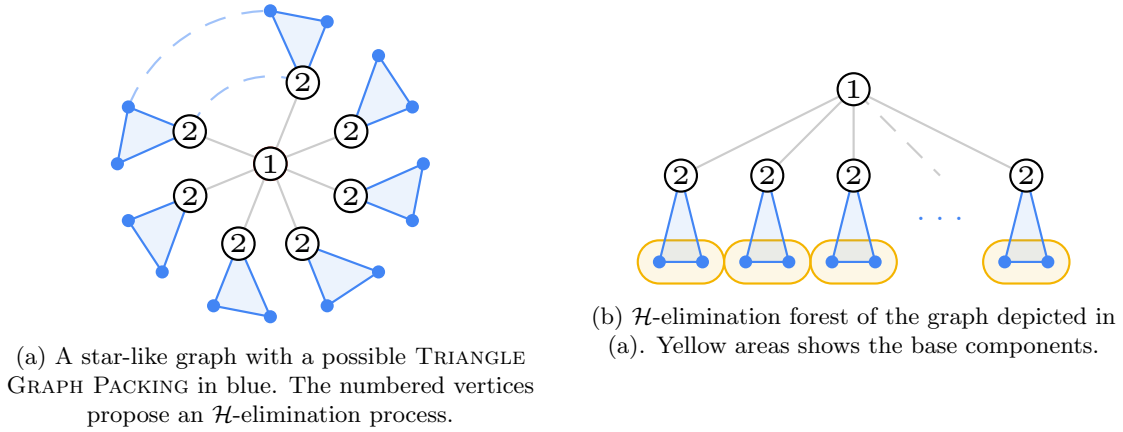 2
2
2
1
2
2
2
2
2
1
2
2
2
2
. . .
(a) A star-like graph with a possible TRIANGLE
GRAPH PACKING in blue. The numbered vertices
propose an ℋ-elimination process.
(b) ℋ-elimination forest of the graph depicted in
(a). Yellow areas shows the base components.